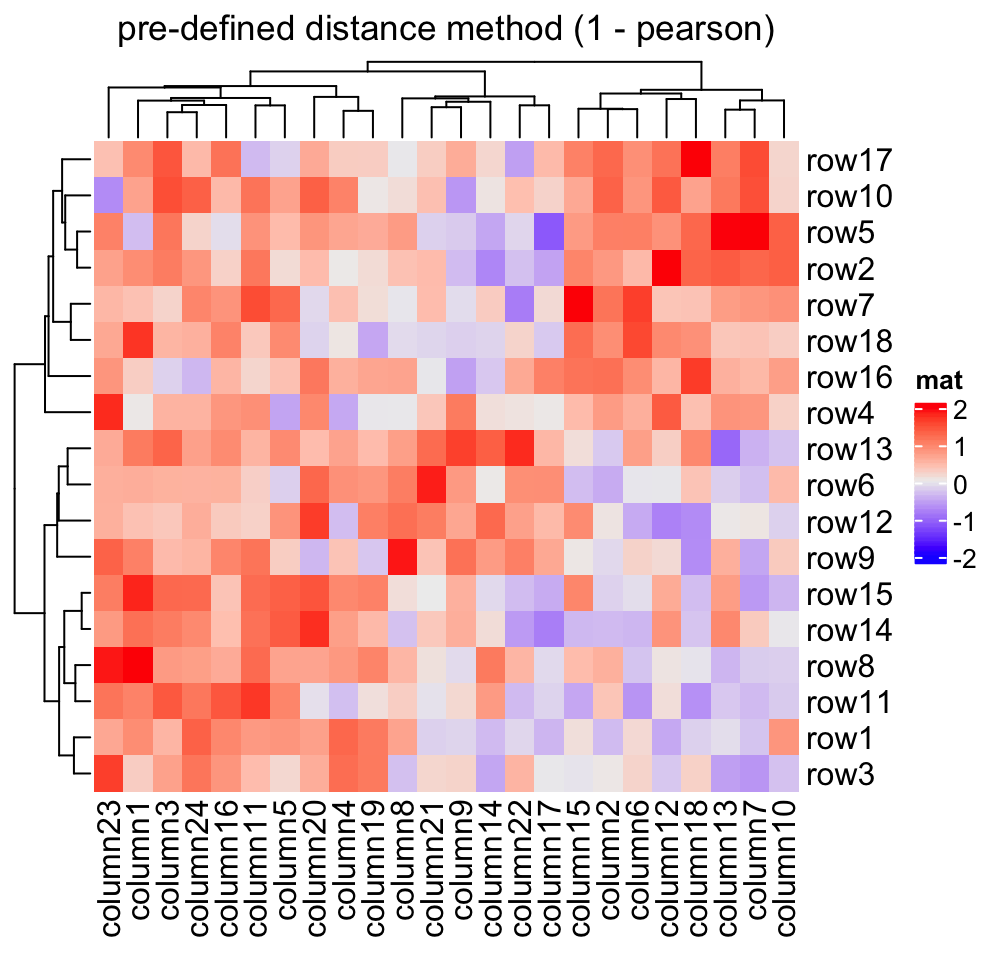 pre-defined distance method (1 - pearson)
row17
row10
row5
row2
row7
row18
row16
row4
row13
row6
row12
row9
row15
row14
row8
row11
row1
row3
mat
2
1
0
-1
-2
column23
column1
column3
column24
column16
column11
column5
column20
column4
column19
column8
column21
column9
column14
column22
column17
column15
column2
column6
column12
column18
column13
column7
column10